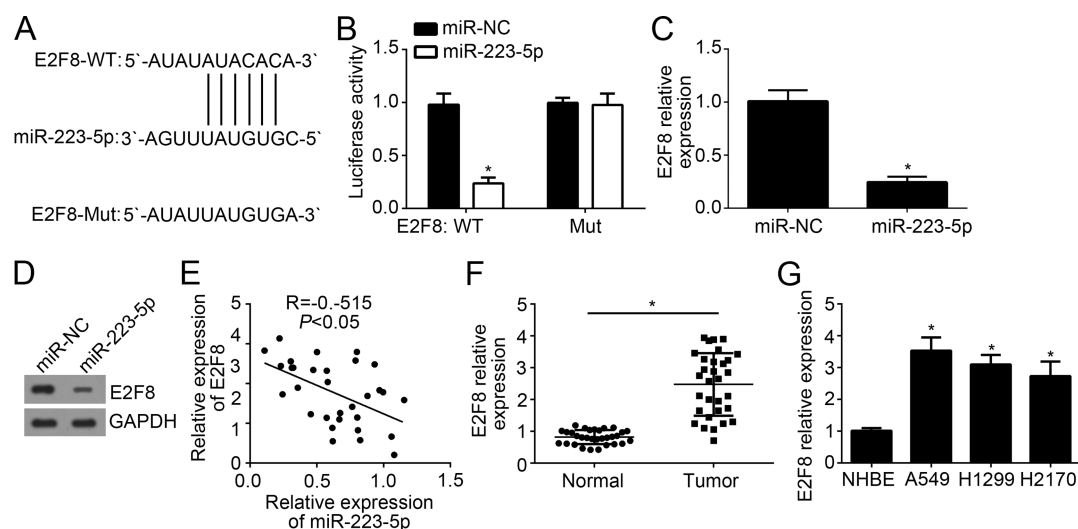 A
E2F8-WT:5`-AUAUAUACACA-3`
miR-223-5p:3`-AGUUUAUGUGC-5`
E2F8-Mut:5`-AUAUUAUGUGA-3`
B
miR-NC
miR-223-5p
Luciferase activity
1.5
1.0
0.5
0.0
*
E2F8: WT
Mut
C
E2F8 relative
expression
1.5
1.0
0.5
0.0
*
miR-NC
miR-223-5p
D
miR-NC
miR-223-5p
E2F8
GAPDH
E
Relative expression
of E2F8
5
4
3
2
1
0
R=-0.-515
P<0.05
0.0
0.5
1.0
1.5
Relative expression
of miR-223-5p
F
E2F8 relative
expression
5
4
3
2
1
0
*
Normal
Tumor
G
E2F8 relative expression
5
4
3
2
1
0
*
*
*
NHBE
A549
H1299
H2170